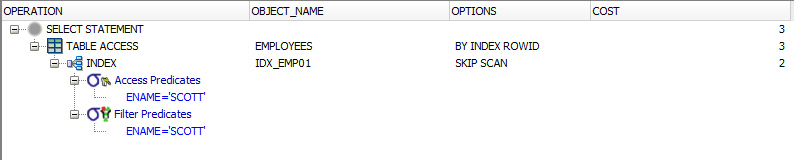 OPERATION OBJECT_NAME OPTIONS COST
SELECT STATEMENT 3
TABLE ACCESS EMPLOYEES BY INDEX ROWID 3
INDEX IDX_EMP01 SKIP SCAN 2
Access Predicates
ENAME='SCOTT'
Filter Predicates
ENAME='SCOTT'